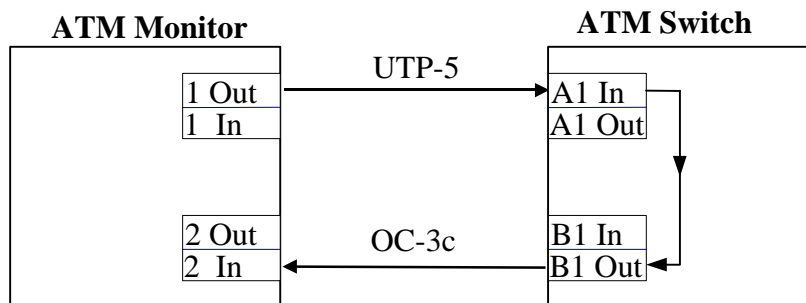 ATM Monitor
ATM Switch
UTP-5
1 Out
1 In
A1 In
A1 Out
OC-3c
2 Out
2 In
B1 In
B1 Out